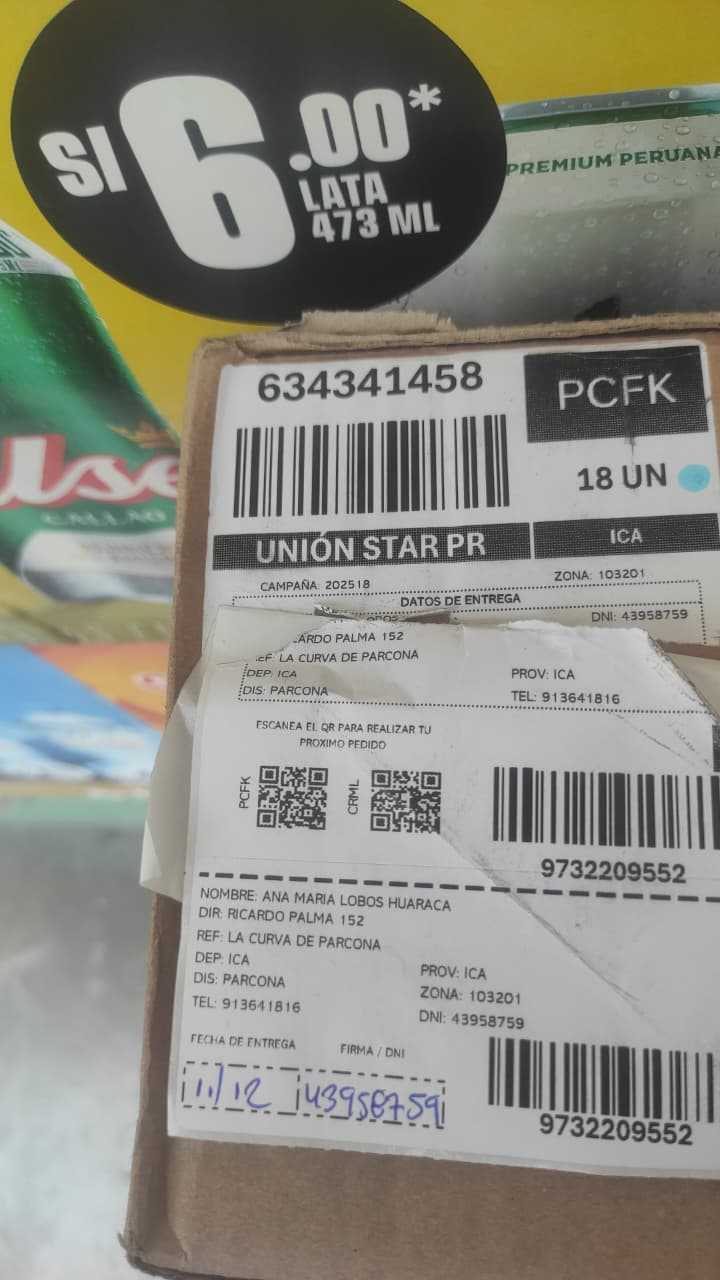 S/ 6.00*
LATA
473 ML
PREMIUM PERUANA
CALLAO
634341458
PCFK
18 UN
UNIÓN STAR PR
ICA
CAMPAÑA: 202518
ZONA: 103201
DATOS DE ENTREGA
DNI: 43958759
CARDO PALMA 152
REF: LA CURVA DE PARCONA
DEP: ICA
PROV: ICA
DIS: PARCONA
TEL: 913641816
ESCANEA EL QR PARA REALIZAR TU
PROXIMO PEDIDO
PCFK
CRML
9732209552
NOMBRE: ANA MARIA LOBOS HUARACA
DIR: RICARDO PALMA 152
REF: LA CURVA DE PARCONA
DEP: ICA
PROV: ICA
DIS: PARCONA
ZONA: 103201
TEL: 913641816
DNI: 43958759
FECHA DE ENTREGA
FIRMA / DNI
11/12
43958759
9732209552